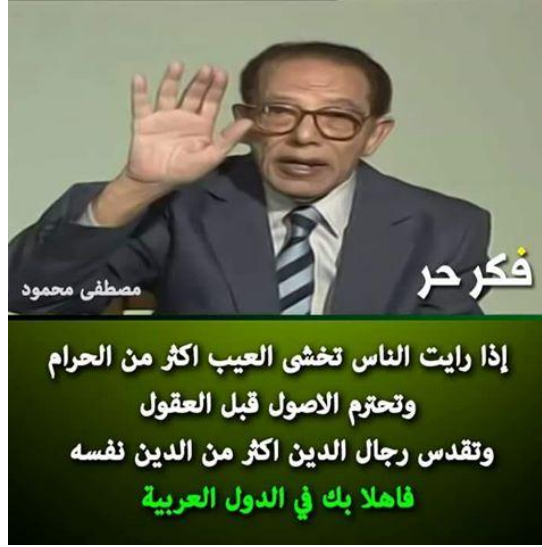 فكر حر
مصطفى محمود
إذا رايت الناس تخشى العيب اكثر من الحرام
وتحترم الاصول قبل العقول
وتقدس رجال الدين اكثر من الدين نفسه
فاهلا بك في الدول العربية